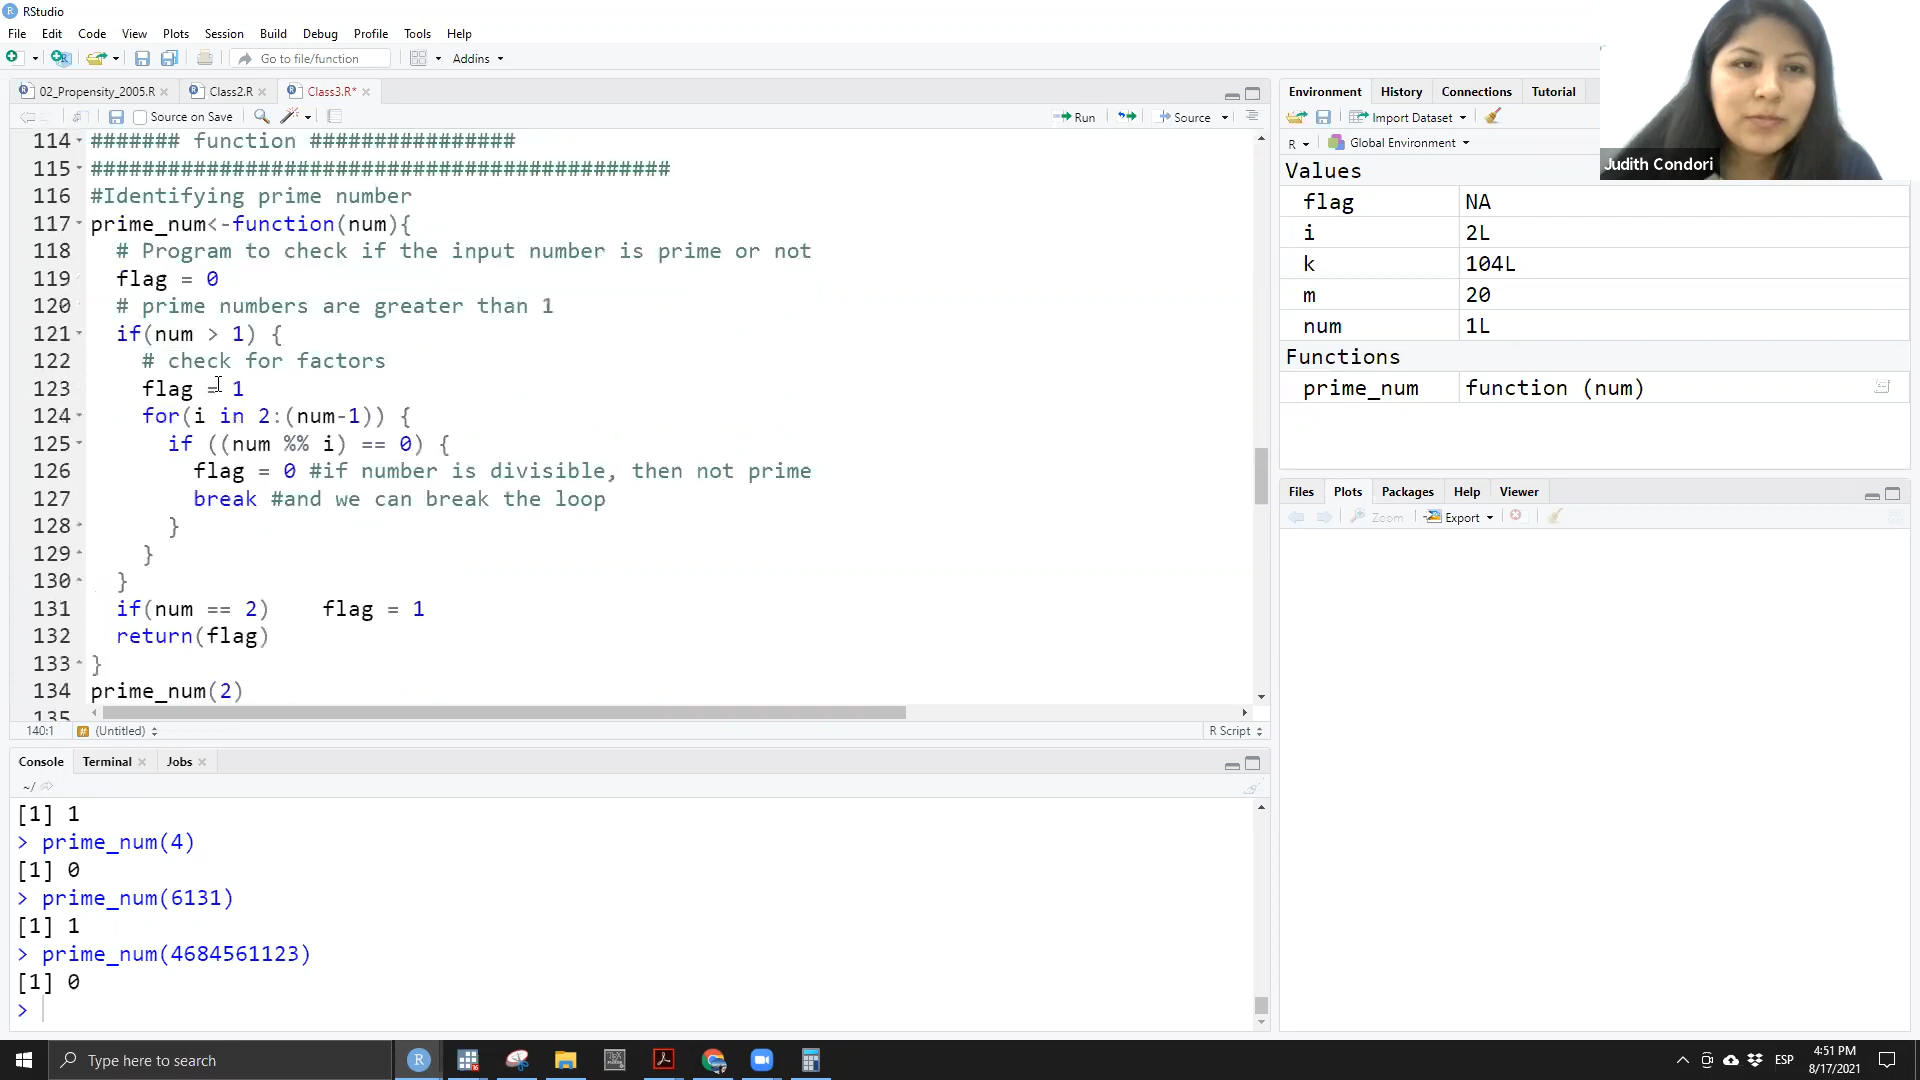 RStudio
File Edit Code View Plots Session Build Debug Profile Tools Help
Go to file/function Addins
02_Propensity_2005.R Class2.R Class3.R*
Source on Save Run Source
114 ####### function ################
115 #############################################
116 #Identifying prime number
117 prime_num<-function(num){
118 # Program to check if the input number is prime or not
119 flag = 0
120 # prime numbers are greater than 1
121 if(num > 1) {
122 # check for factors
123 flag = 1
124 for(i in 2:(num-1)) {
125 if ((num %% i) == 0) {
126 flag = 0 #if number is divisible, then not prime
127 break #and we can break the loop
128 }
129 }
130 }
131 if(num == 2) flag = 1
132 return(flag)
133 }
134 prime_num(2)
135
140:1 (Untitled) R Script
Console Terminal Jobs
~/
[1] 1
> prime_num(4)
[1] 0
> prime_num(6131)
[1] 1
> prime_num(4684561123)
[1] 0
>
Environment History Connections Tutorial
Import Dataset
R Global Environment
Values
flag NA
i 2L
k 104L
m 20
num 1L
Functions
prime_num function (num)
Files Plots Packages Help Viewer
Zoom Export
Judith Condori
Type here to search
ESP
4:51 PM
8/17/2021